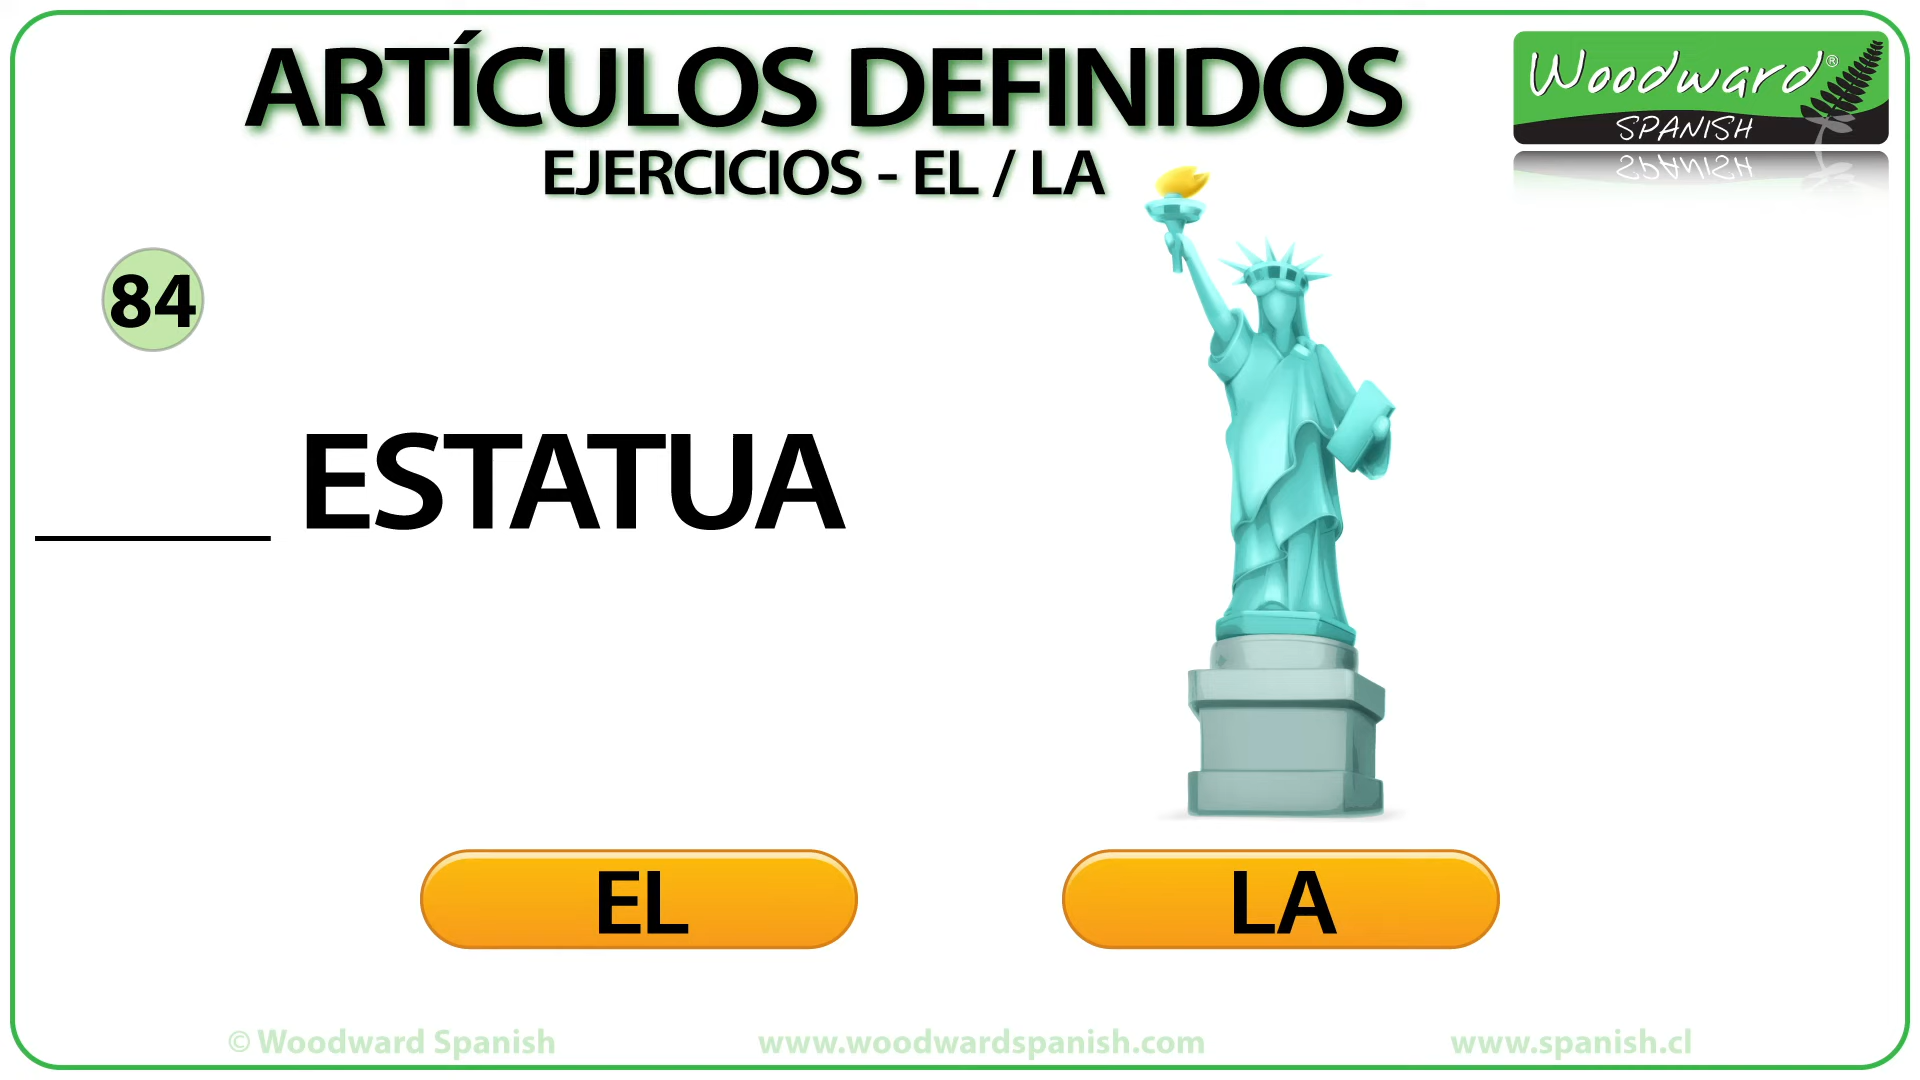 ARTÍCULOS DEFINIDOS
EJERCICIOS - EL / LA
Woodward®
SPANISH
84
_____ ESTATUA
EL
LA
© Woodward Spanish
www.woodwardspanish.com
www.spanish.cl